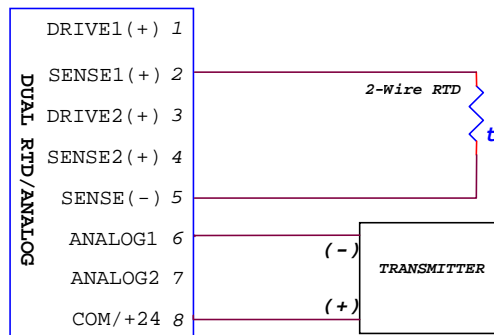 DUAL RTD/ANALOG
DRIVE1(+) 1
SENSE1(+) 2
DRIVE2(+) 3
SENSE2(+) 4
SENSE(-) 5
ANALOG1 6
ANALOG2 7
COM/+24 8
2-Wire RTD
t
(-)
TRANSMITTER
(+)